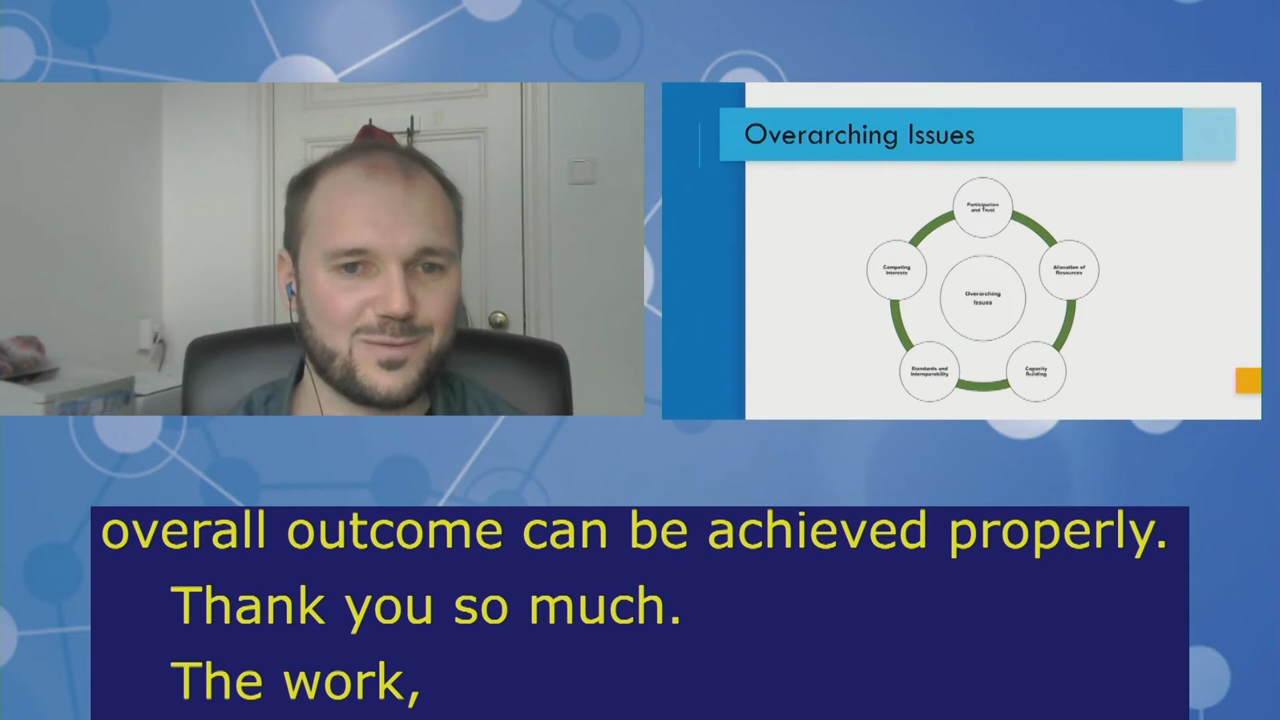 Overarching Issues
Participation
and Trust
Competing
Interests
Allocation of
Resources
Overarching
Issues
Standards and
Interoperability
Capacity
Building
overall outcome can be achieved properly.
Thank you so much.
The work,